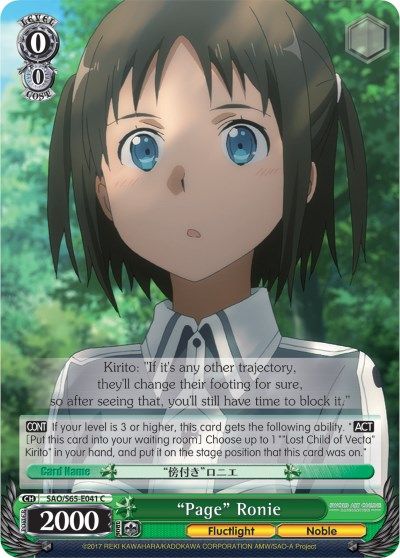 LEVEL
0
0
COST
Kirito: "If it's any other trajectory,
they'll change their footing for sure,
so after seeing that, you'll still have time to block it."
CONT If your level is 3 or higher, this card gets the following ability. "ACT
[Put this card into your waiting room] Choose up to 1 ""Lost Child of Vecta"
Kirito" in your hand, and put it on the stage position that this card was on."
Card Name "傍付き"ロニエ
CH SAO/S65-E041 C
"Page" Ronie
SWORD ART ONLINE
2000
Fluctlight Noble
©2017 REKI KAWAHARA/KADOKAWA CORPORATION AMW/SAO-A Project